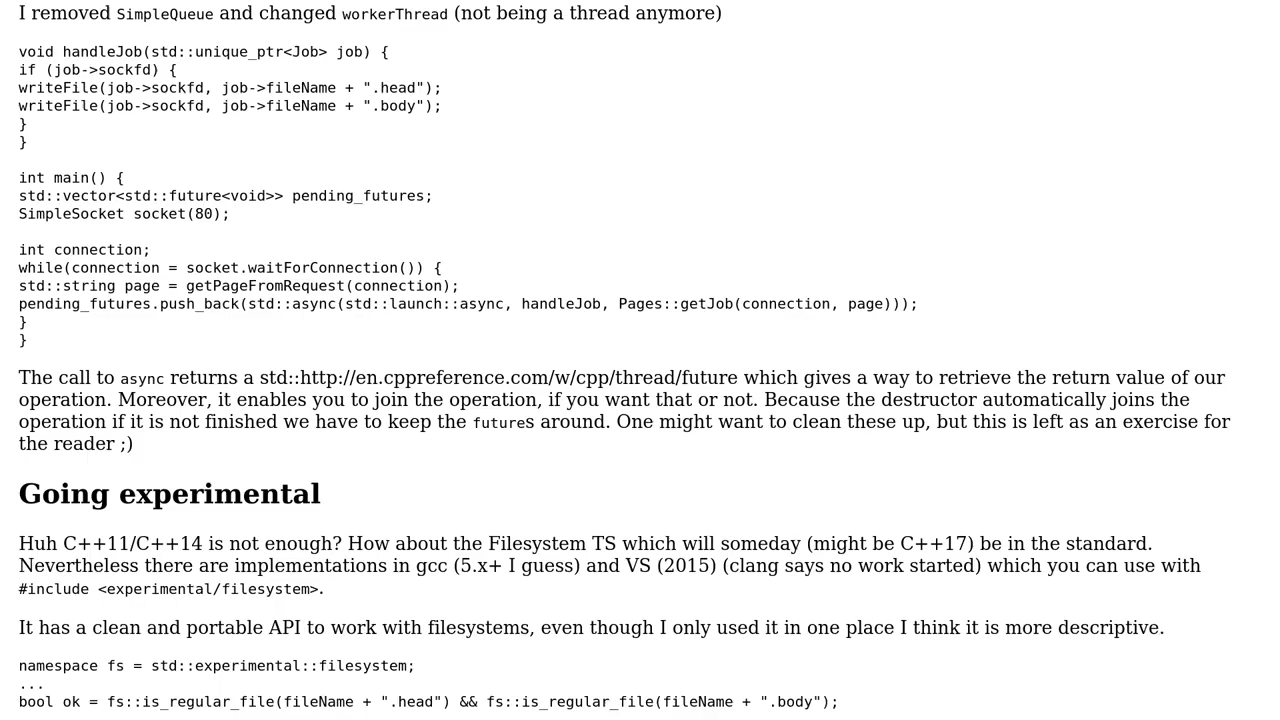 I removed SimpleQueue and changed workerThread (not being a thread anymore)
void handleJob(std::unique_ptr<Job> job) {
if (job->sockfd) {
writeFile(job->sockfd, job->fileName + ".head");
writeFile(job->sockfd, job->fileName + ".body");
}
}
int main() {
std::vector<std::future<void>> pending_futures;
SimpleSocket socket(80);
int connection;
while(connection = socket.waitForConnection()) {
std::string page = getPageFromRequest(connection);
pending_futures.push_back(std::async(std::launch::async, handleJob, Pages::getJob(connection, page)));
}
}
The call to async returns a std::http://en.cppreference.com/w/cpp/thread/future which gives a way to retrieve the return value of our
operation. Moreover, it enables you to join the operation, if you want that or not. Because the destructor automatically joins the
operation if it is not finished we have to keep the futures around. One might want to clean these up, but this is left as an exercise for
the reader ;)
Going experimental
Huh C++11/C++14 is not enough? How about the Filesystem TS which will someday (might be C++17) be in the standard.
Nevertheless there are implementations in gcc (5.x+ I guess) and VS (2015) (clang says no work started) which you can use with
#include <experimental/filesystem>.
It has a clean and portable API to work with filesystems, even though I only used it in one place I think it is more descriptive.
namespace fs = std::experimental::filesystem;
...
bool ok = fs::is_regular_file(fileName + ".head") && fs::is_regular_file(fileName + ".body");